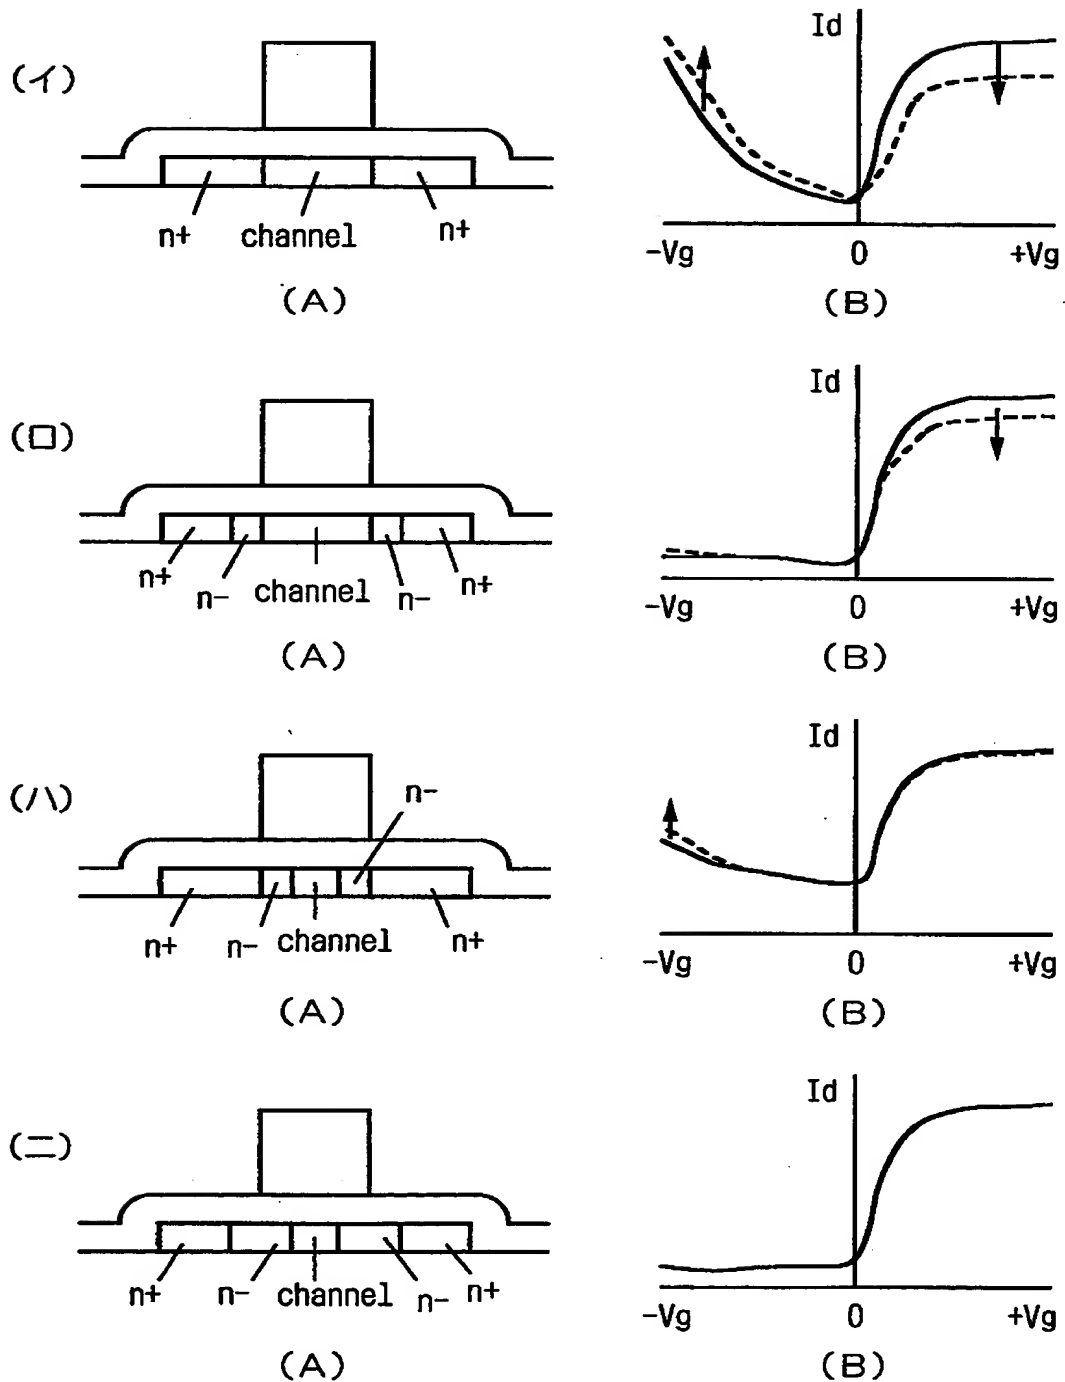 (イ)
n+ channel n+
(A)
Id
-Vg 0 +Vg
(B)
(ロ)
n+ n- channel n- n+
(A)
Id
-Vg 0 +Vg
(B)
(ハ)
n-
n+ n- channel n+
(A)
Id
-Vg 0 +Vg
(B)
(ニ)
n+ n- channel n- n+
(A)
Id
-Vg 0 +Vg
(B)